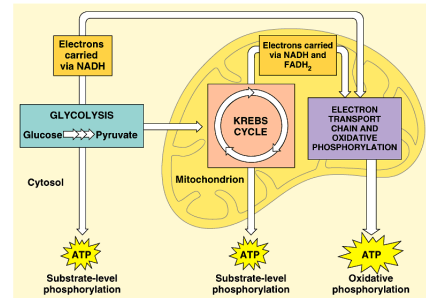 Electrons
carried
via NADH
Electrons carried
via NADH and
FADH₂
GLYCOLYSIS
Glucose Pyruvate
KREBS
CYCLE
ELECTRON
TRANSPORT
CHAIN AND
OXIDATIVE
PHOSPHORYLATION
Cytosol
Mitochondrion
ATP
ATP
ATP
Substrate-level
phosphorylation
Substrate-level
phosphorylation
Oxidative
phosphorylation